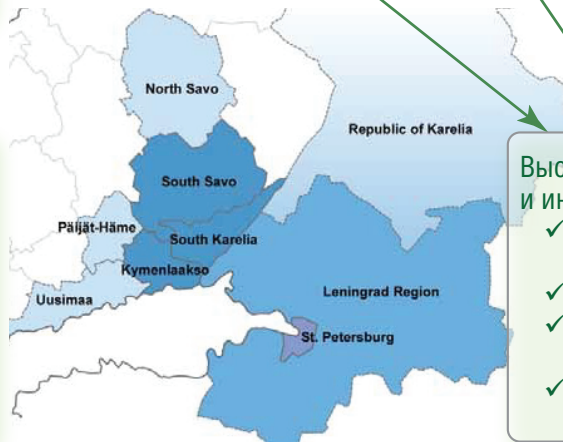 North Savo
Republic of Karelia
South Savo
Päijät-Häme
South Karelia
Kymenlaakso
Uusimaa
Leningrad Region
St. Petersburg
и